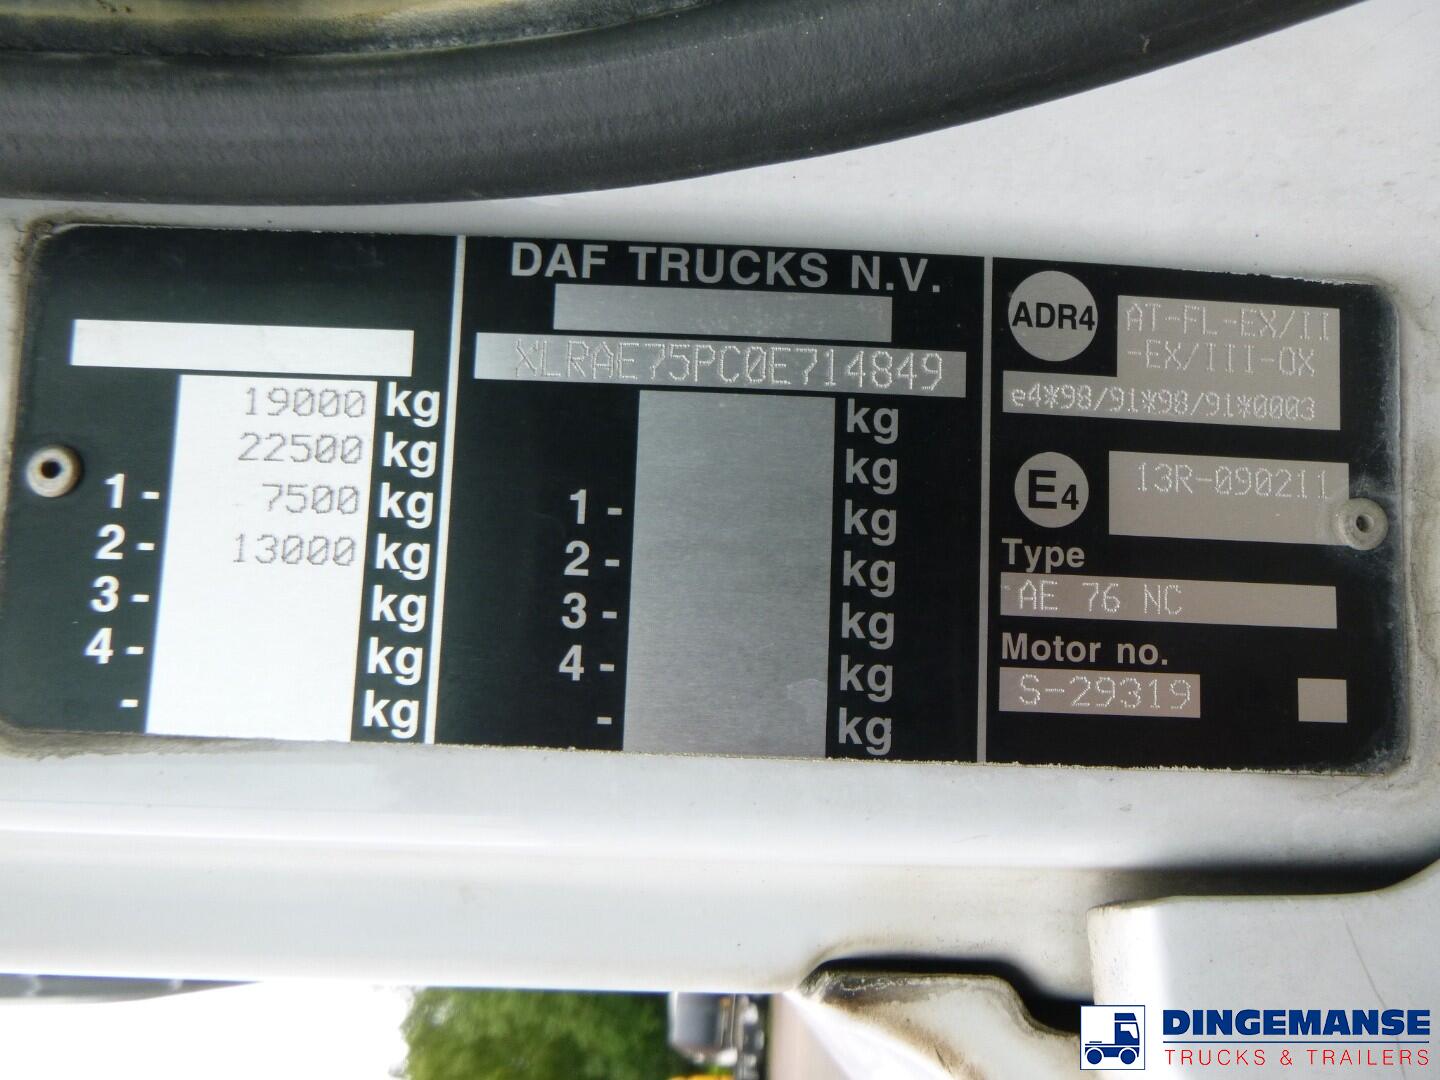 19000 kg
22500 kg
1- 7500 kg
2- 13000 kg
3- kg
4- kg
- kg
DAF TRUCKS N.V.
XLRAE75PC0E714849
kg
kg
1- kg
2- kg
3- kg
4- kg
- kg
ADR4 AT-FL-EX/II
-EX/III-OX
e4*98/91*98/91*0003
E4 13R-090211
Type
AE 76 NC
Motor no.
S-29319
DINGEMANSE
TRUCKS & TRAILERS